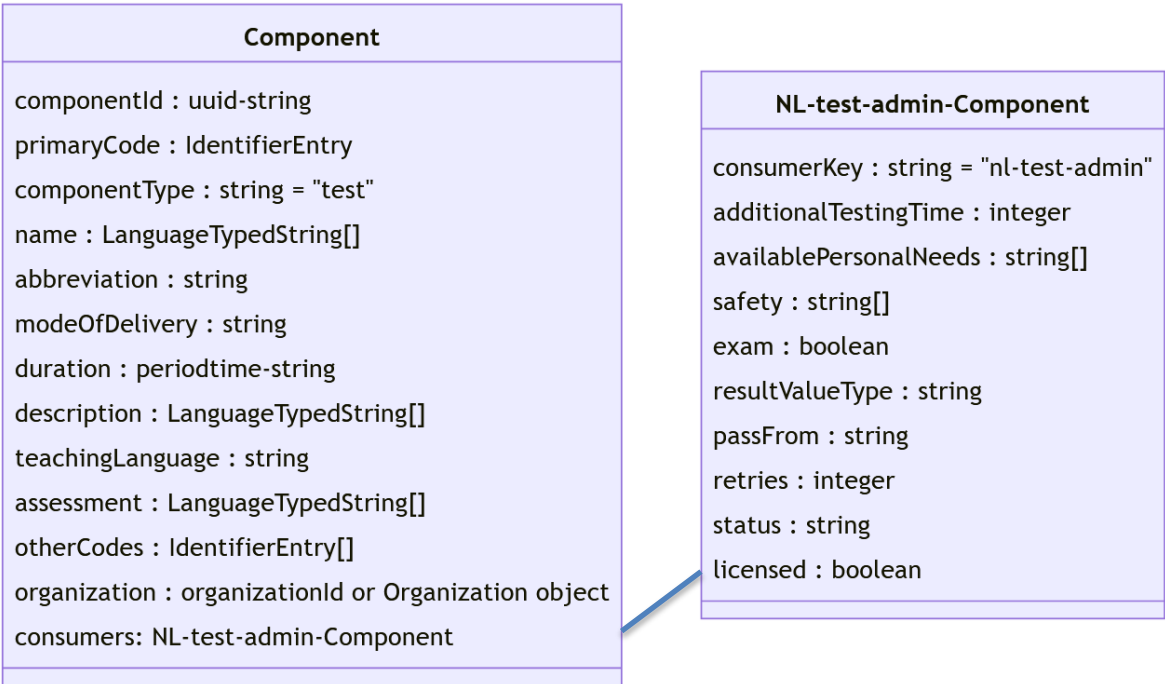 Component
componentId : uuid-string
primaryCode : IdentifierEntry
componentType : string = "test"
name : LanguageTypedString[]
abbreviation : string
modeOfDelivery : string
duration : periodtime-string
description : LanguageTypedString[]
teachingLanguage : string
assessment : LanguageTypedString[]
otherCodes : IdentifierEntry[]
organization : organizationId or Organization object
consumers: NL-test-admin-Component
NL-test-admin-Component
consumerKey : string = "nl-test-admin"
additionalTestingTime : integer
availablePersonalNeeds : string[]
safety : string[]
exam : boolean
resultValueType : string
passFrom : string
retries : integer
status : string
licensed : boolean